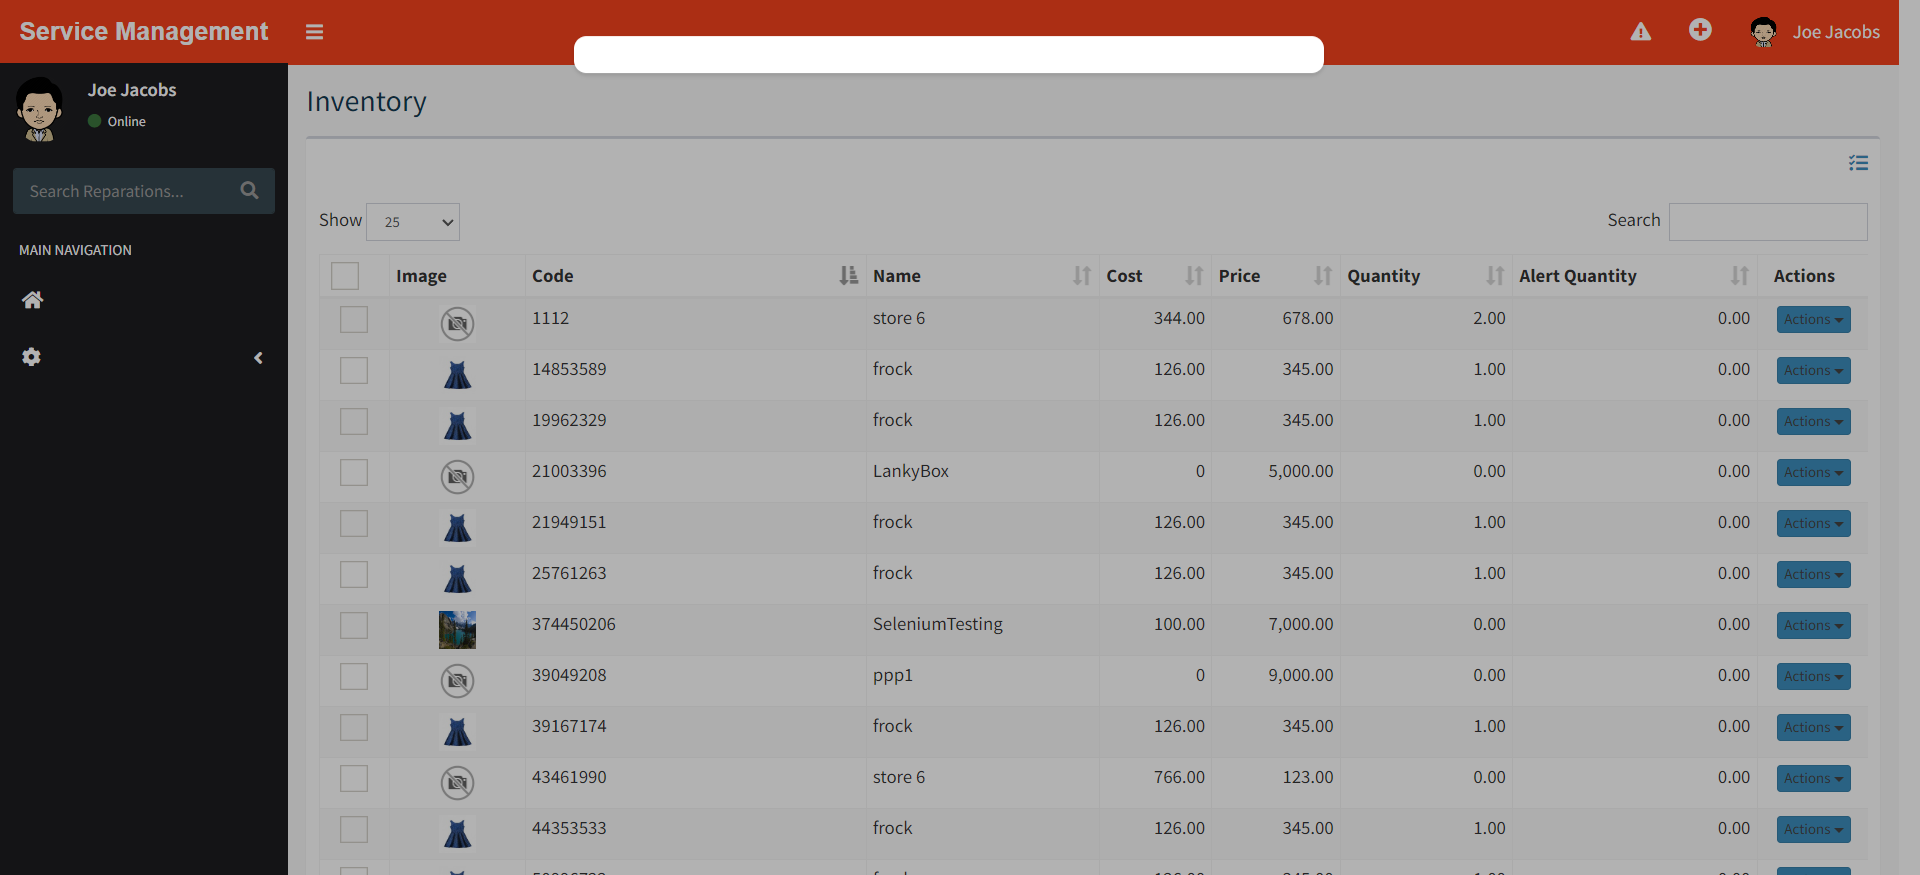 Service Management
Joe Jacobs
Joe Jacobs
Online
Search Reparations...
MAIN NAVIGATION
Inventory
Show 25
Search
Image Code Name Cost Price Quantity Alert Quantity Actions
1112 store 6 344.00 678.00 2.00 0.00 Actions
14853589 frock 126.00 345.00 1.00 0.00 Actions
19962329 frock 126.00 345.00 1.00 0.00 Actions
21003396 LankyBox 0 5,000.00 0.00 0.00 Actions
21949151 frock 126.00 345.00 1.00 0.00 Actions
25761263 frock 126.00 345.00 1.00 0.00 Actions
374450206 SeleniumTesting 100.00 7,000.00 0.00 0.00 Actions
39049208 ppp1 0 9,000.00 0.00 0.00 Actions
39167174 frock 126.00 345.00 1.00 0.00 Actions
43461990 store 6 766.00 123.00 0.00 0.00 Actions
44353533 frock 126.00 345.00 1.00 0.00 Actions